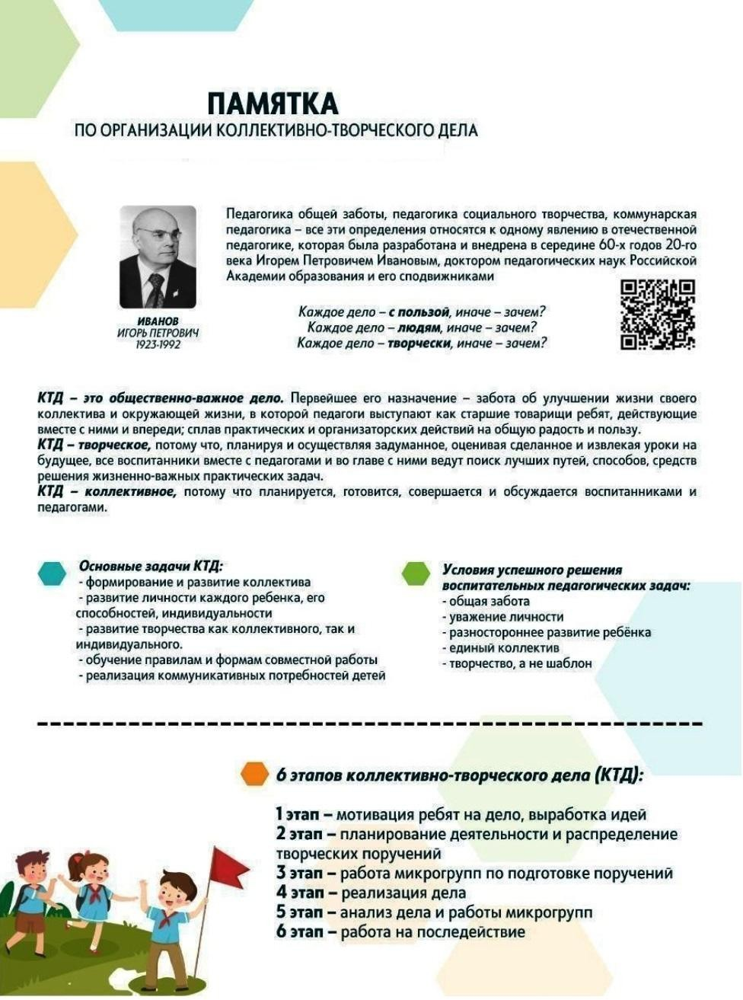 ПАМЯТКА
ПО ОРГАНИЗАЦИИ КОЛЛЕКТИВНО-ТВОРЧЕСКОГО ДЕЛА
Педагогика общей заботы, педагогика социального творчества, коммунарская
педагогика – все эти определения относятся к одному явлению в отечественной
педагогике, которая была разработана и внедрена в середине 60-х годов 20-го
века Игорем Петровичем Ивановым, доктором педагогических наук Российской
Академии образования и его сподвижниками
ИВАНОВ
ИГОРЬ ПЕТРОВИЧ
1923-1992
Каждое дело – с пользой, иначе – зачем?
Каждое дело – людям, иначе – зачем?
Каждое дело – творчески, иначе – зачем?
КТД – это общественно-важное дело. Первейшее его назначение – забота об улучшении жизни своего
коллектива и окружающей жизни, в которой педагоги выступают как старшие товарищи ребят, действующие
вместе с ними и впереди; сплав практических и организаторских действий на общую радость и пользу.
КТД – творческое, потому что, планируя и осуществляя задуманное, оценивая сделанное и извлекая уроки на
будущее, все воспитанники вместе с педагогами и во главе с ними ведут поиск лучших путей, способов, средств
решения жизненно-важных практических задач.
КТД – коллективное, потому что планируется, готовится, совершается и обсуждается воспитанниками и
педагогами.
Основные задачи КТД:
- формирование и развитие коллектива
- развитие личности каждого ребенка, его
способностей, индивидуальности
- развитие творчества как коллективного, так и
индивидуального.
- обучение правилам и формам совместной работы
- реализация коммуникативных потребностей детей
Условия успешного решения
воспитательных педагогических задач:
- общая забота
- уважение личности
- разностороннее развитие ребёнка
- единый коллектив
- творчество, а не шаблон
6 этапов коллективно-творческого дела (КТД):
1 этап – мотивация ребят на дело, выработка идей
2 этап – планирование деятельности и распределение
творческих поручений
3 этап – работа микрогрупп по подготовке поручений
4 этап – реализация дела
5 этап – анализ дела и работы микрогрупп
6 этап – работа на последействие